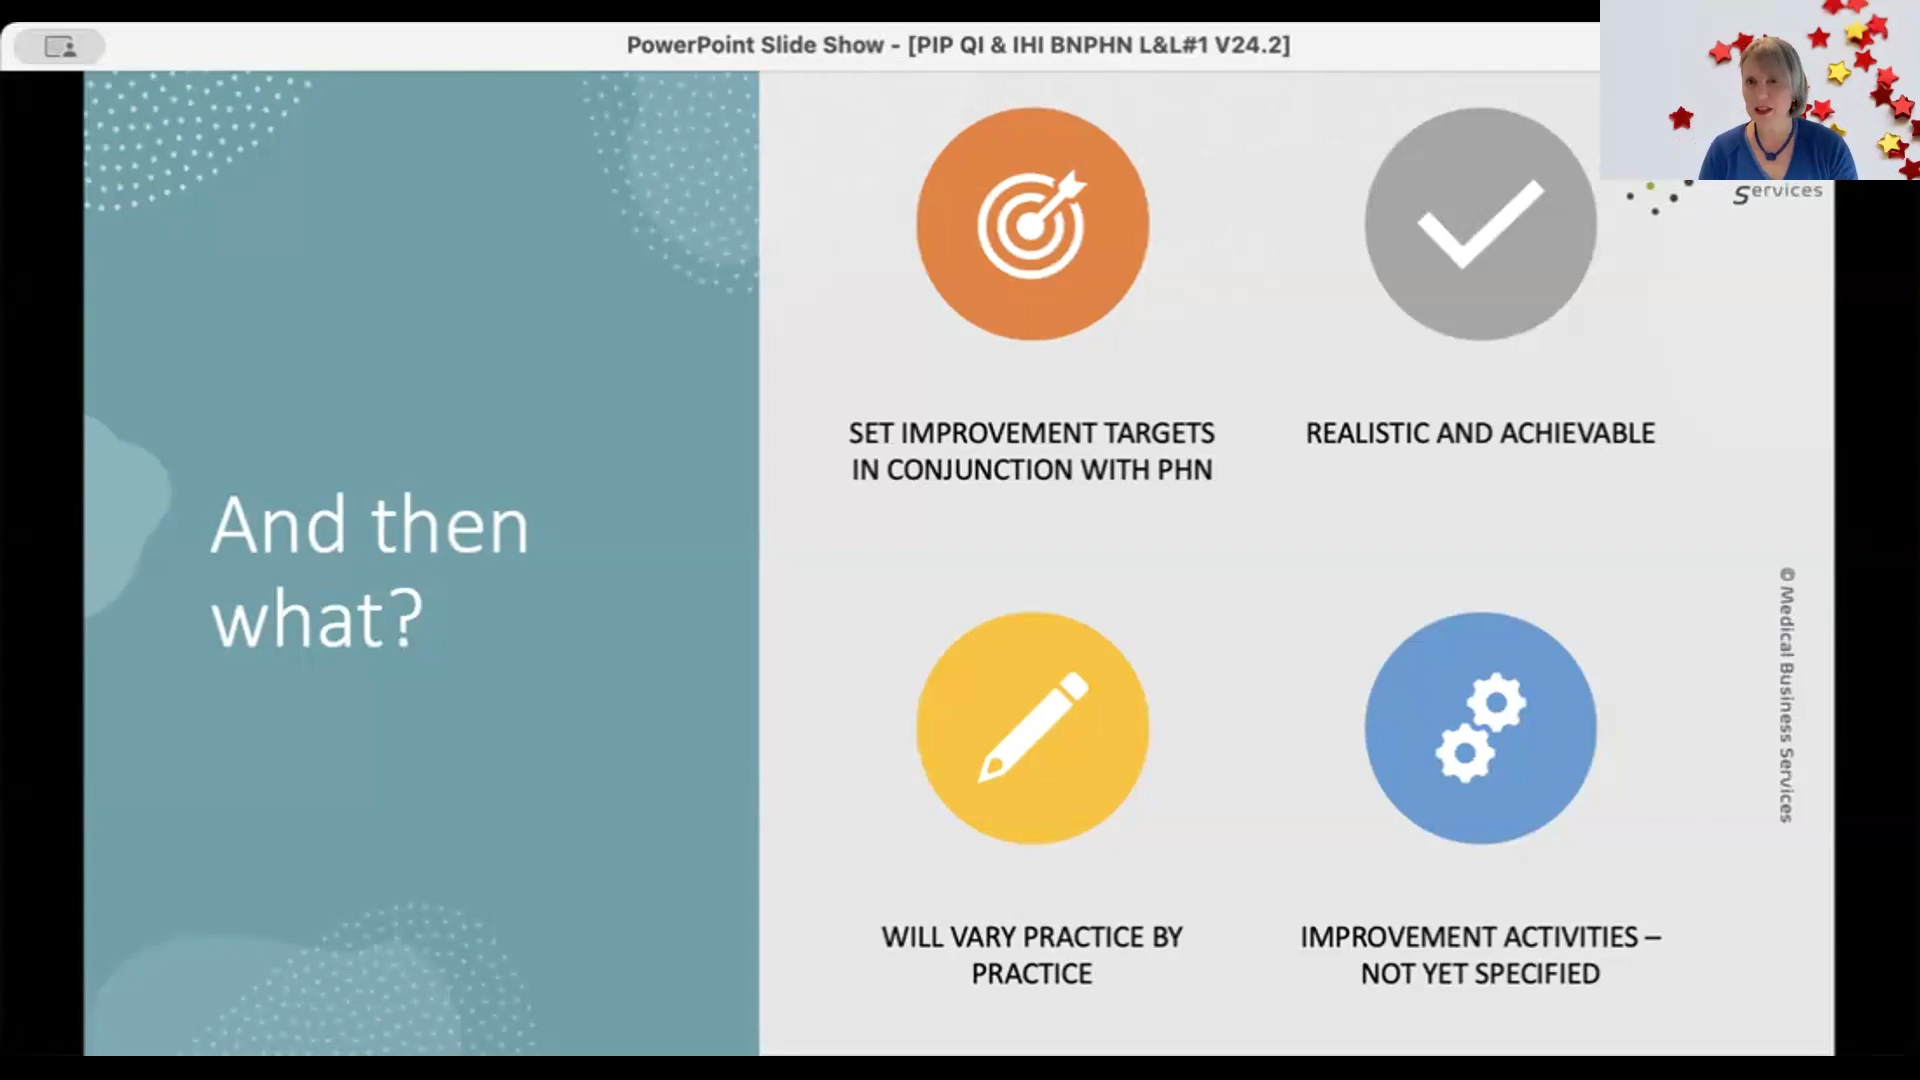 PowerPoint Slide Show - [PIP QI & IHI BNPHN L&L#1 V24.2]
Services
And then
what?
SET IMPROVEMENT TARGETS
IN CONJUNCTION WITH PHN
REALISTIC AND ACHIEVABLE
WILL VARY PRACTICE BY
PRACTICE
IMPROVEMENT ACTIVITIES –
NOT YET SPECIFIED
© Medical Business Services